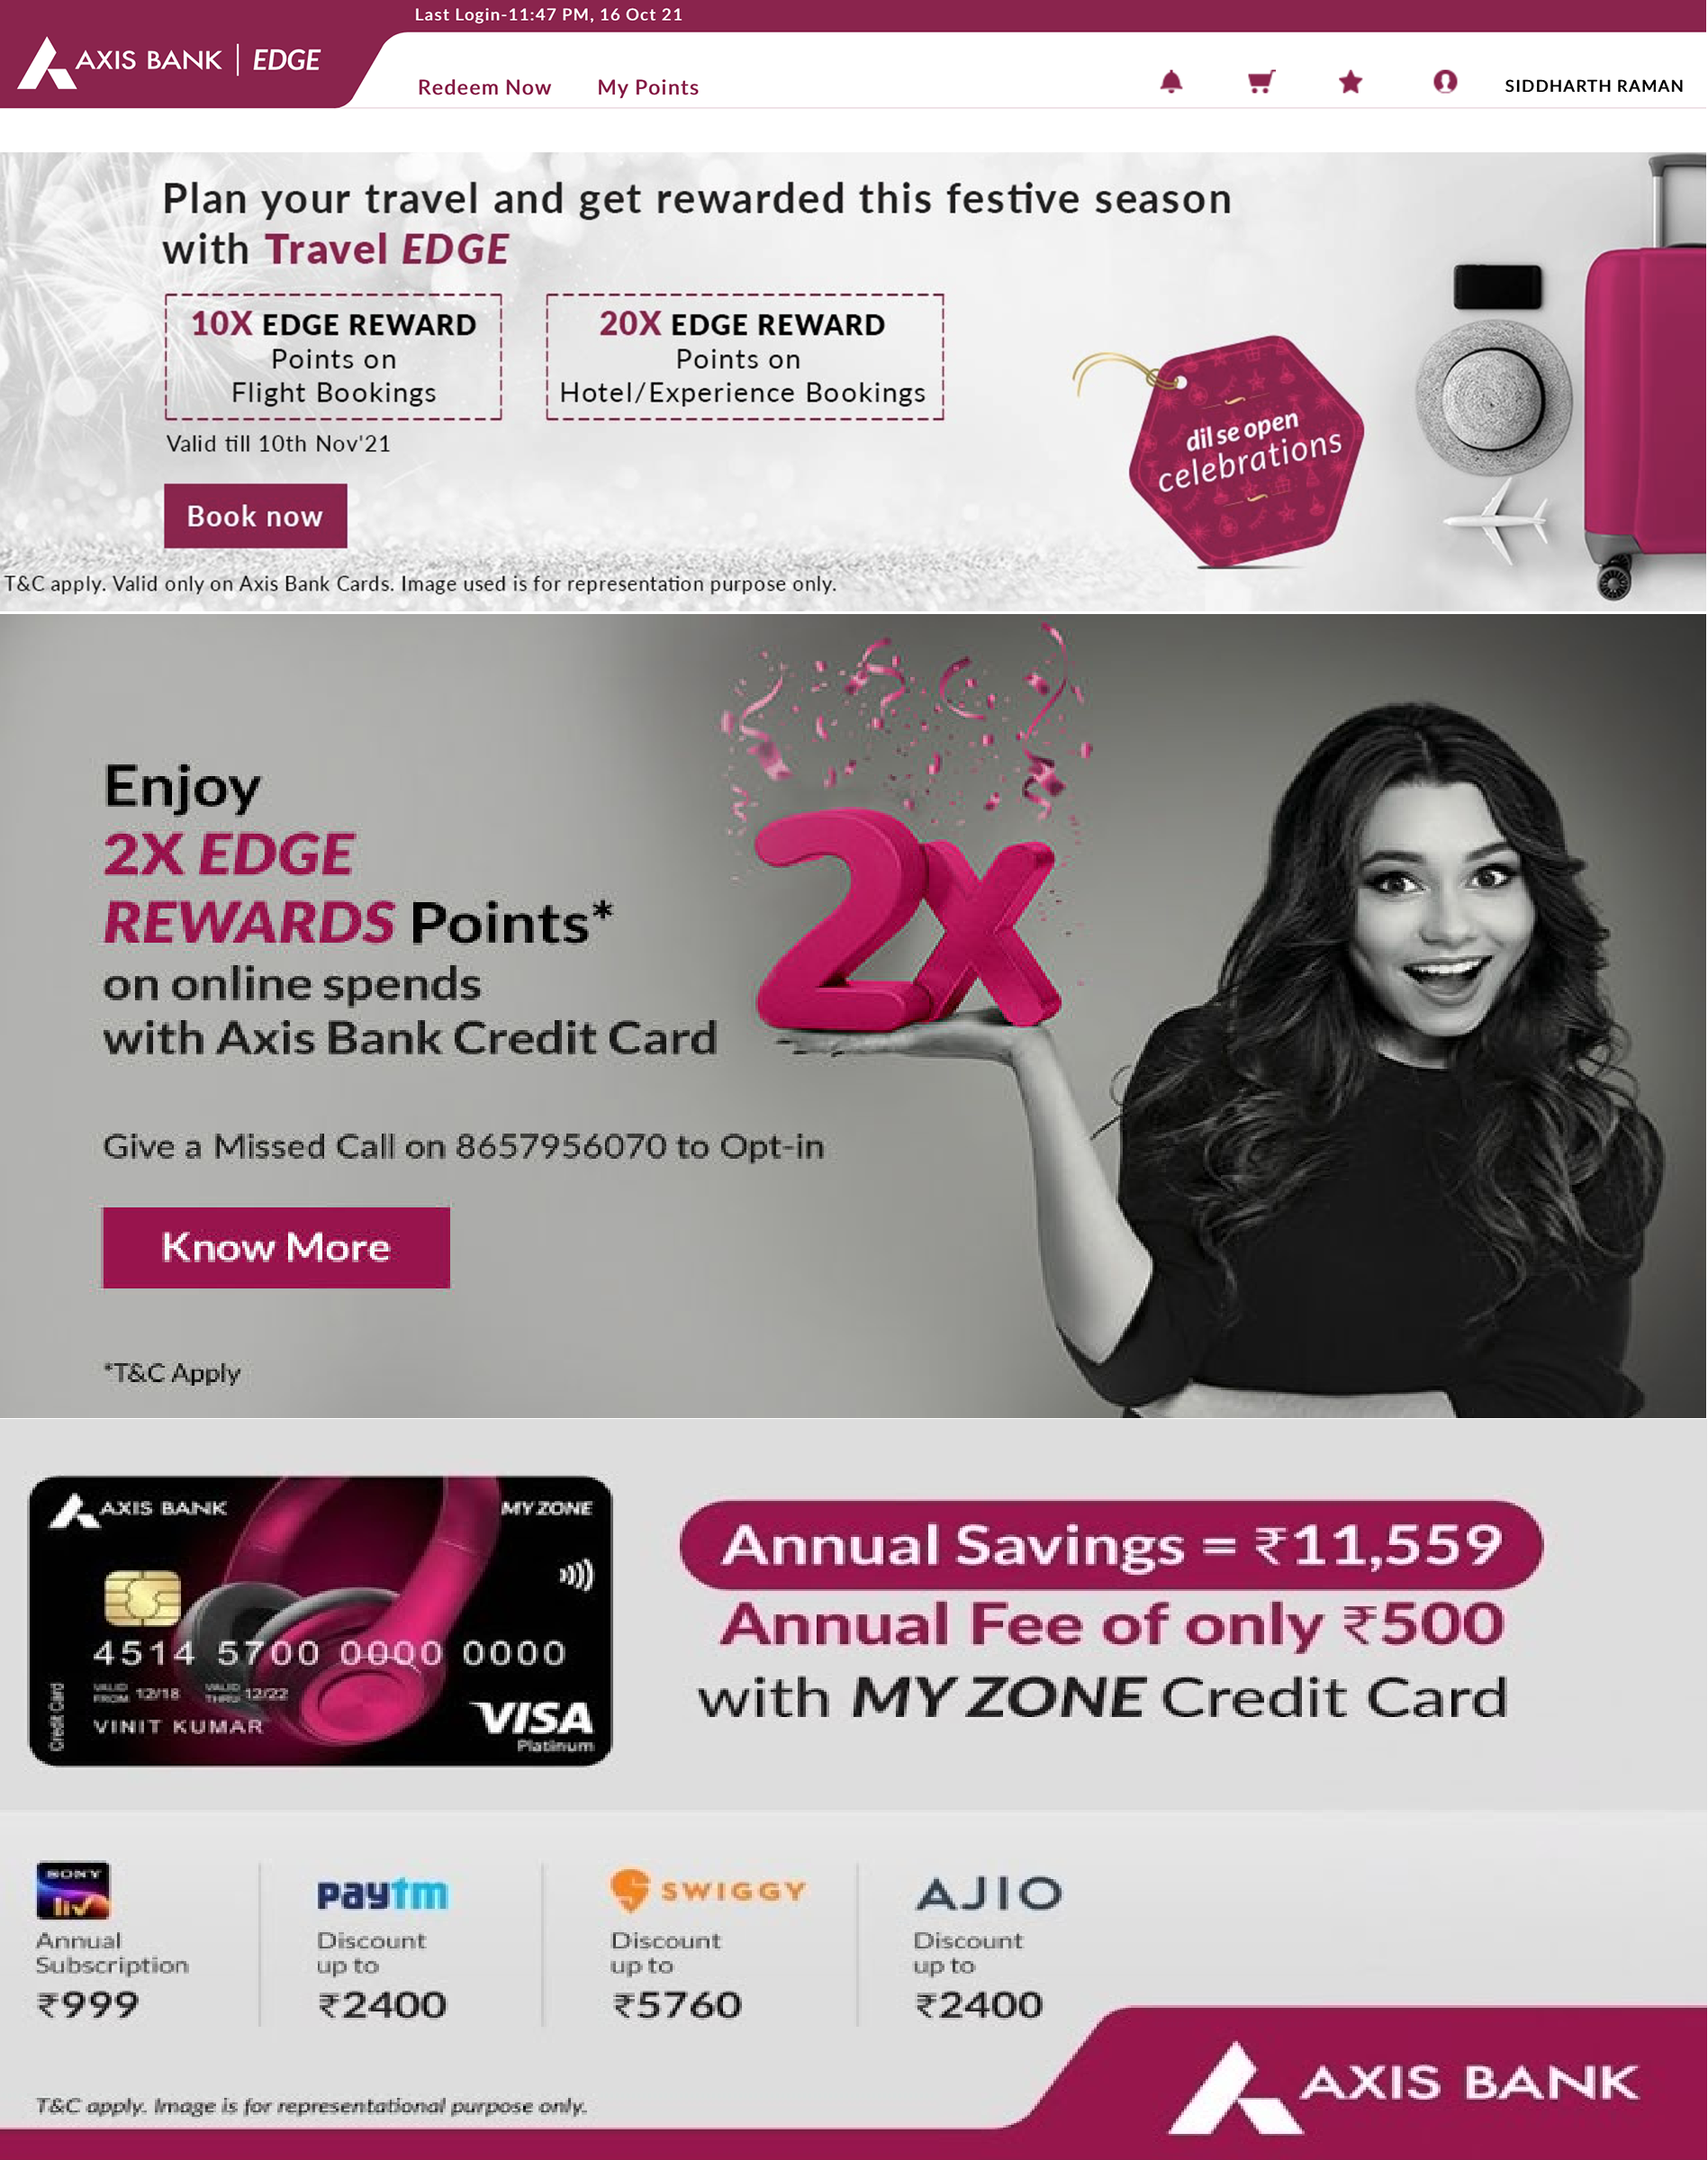 Last Login-11:47 PM, 16 Oct 21
AXIS BANK | EDGE
Redeem Now
My Points
SIDDHARTH RAMAN
Plan your travel and get rewarded this festive season
with Travel EDGE
10X EDGE REWARD
Points on
Flight Bookings
20X EDGE REWARD
Points on
Hotel/Experience Bookings
Valid till 10th Nov'21
Book now
dil se open
celebrations
T&C apply. Valid only on Axis Bank Cards. Image used is for representation purpose only.
Enjoy
2X EDGE
REWARDS Points*
on online spends
with Axis Bank Credit Card
2x
Give a Missed Call on 8657956070 to Opt-in
Know More
*T&C Apply
AXIS BANK
MY ZONE
4514 5700 0000 0000
VALID FROM 12/18 VALID THRU 12/22
VINIT KUMAR
Credit Card
VISA
Platinum
Annual Savings = ₹11,559
Annual Fee of only ₹500
with MY ZONE Credit Card
SONY
liv
Annual
Subscription
₹999
paytm
Discount
up to
₹2400
SWIGGY
Discount
up to
₹5760
AJIO
Discount
up to
₹2400
T&C apply. Image is for representational purpose only.
AXIS BANK